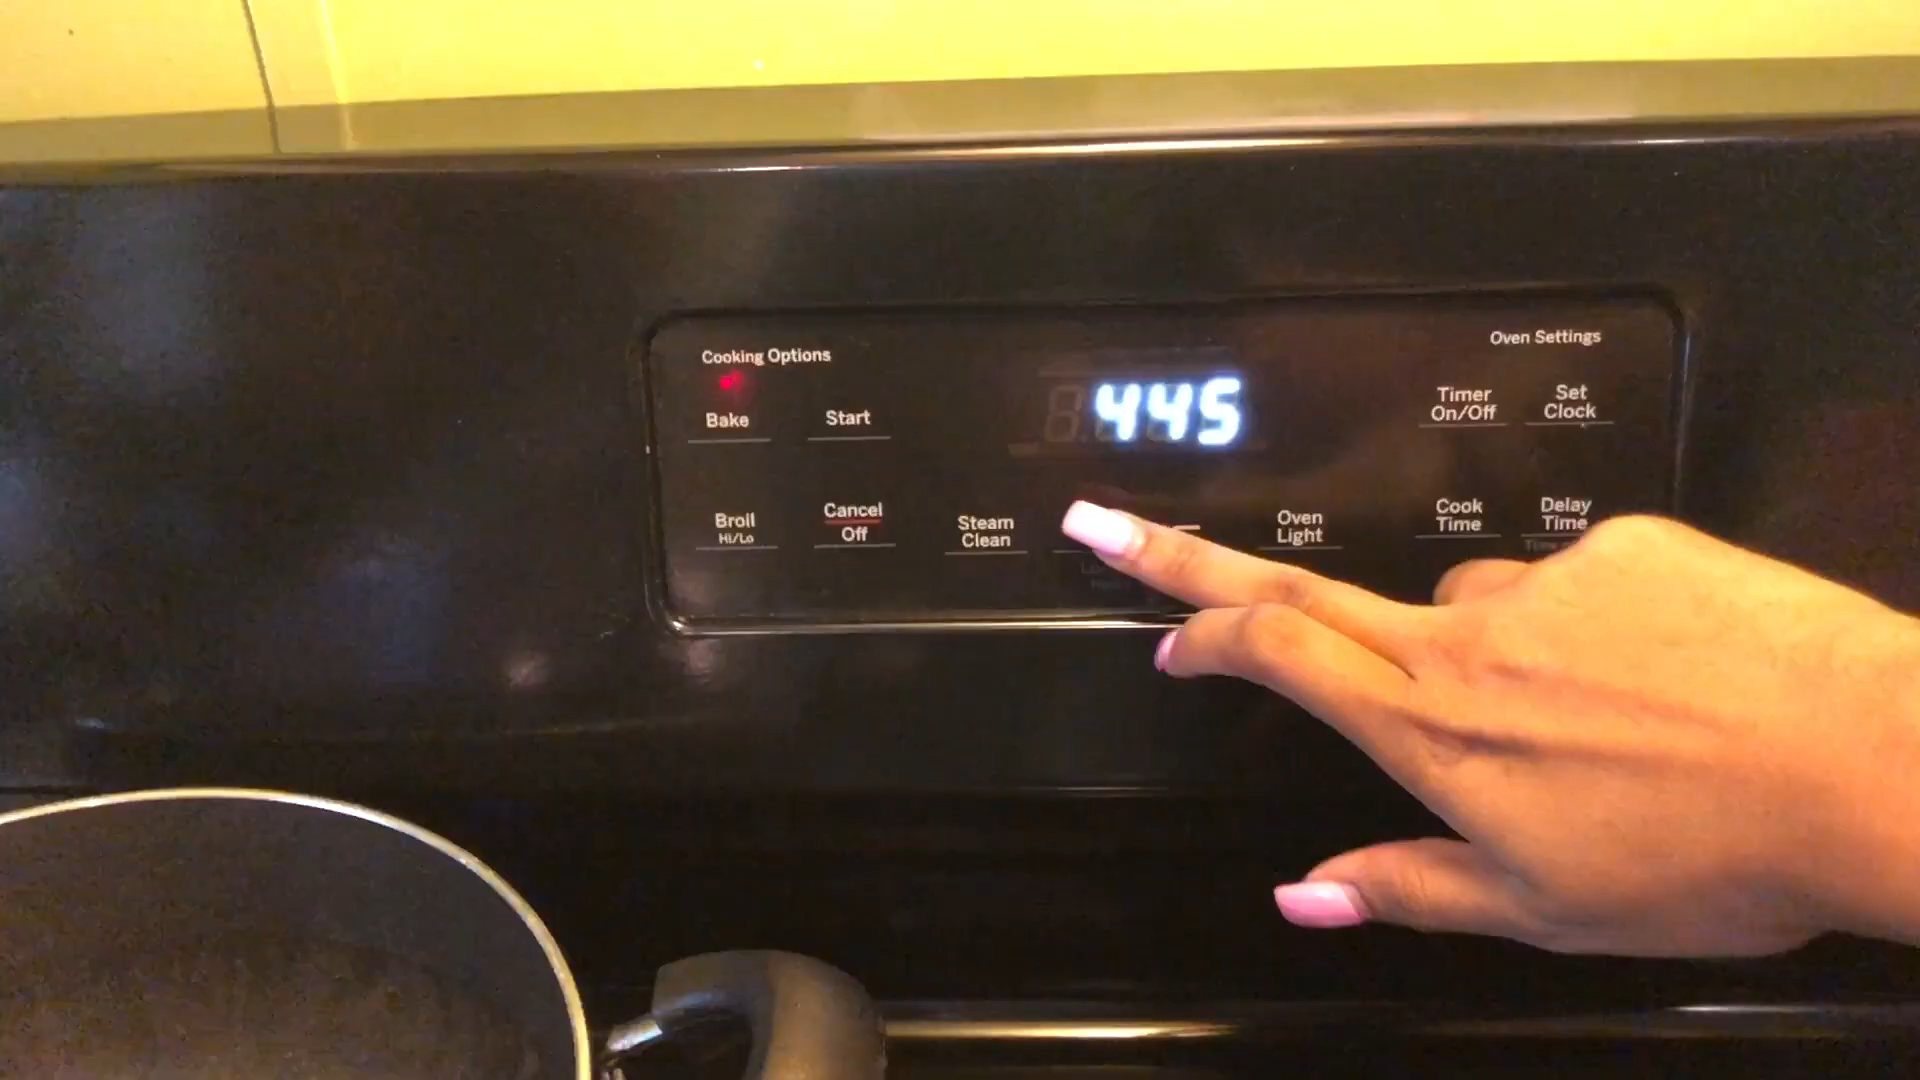 Cooking Options
Oven Settings
Bake
Start
445
Timer
On/Off
Set
Clock
Broil
Hi/Lo
Cancel
Off
Steam
Clean
Oven
Light
Cook
Time
Delay
Time